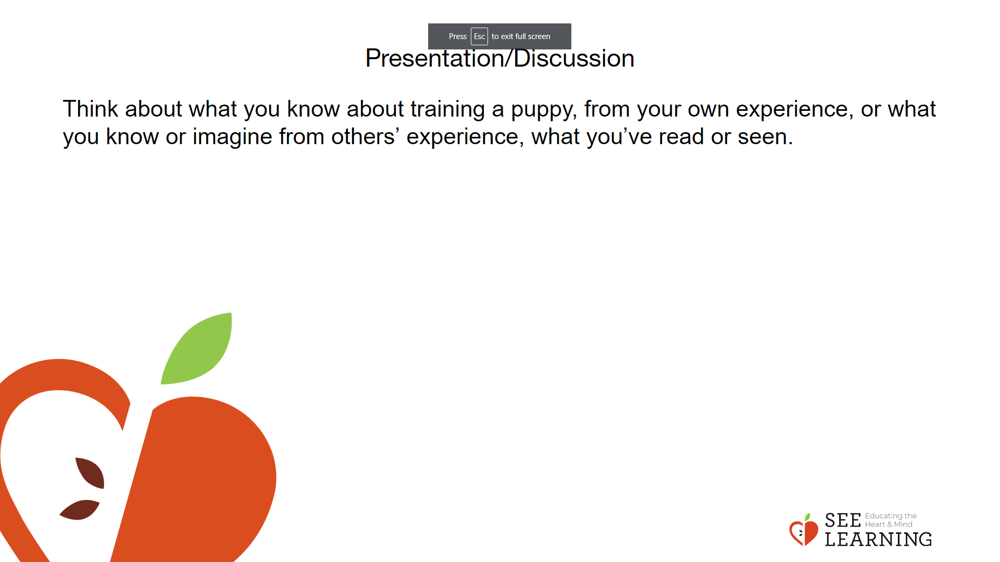 Press Esc to exit full screen
Presentation/Discussion
Think about what you know about training a puppy, from your own experience, or what
you know or imagine from others’ experience, what you’ve read or seen.
SEE Educating the
Heart & Mind
LEARNING